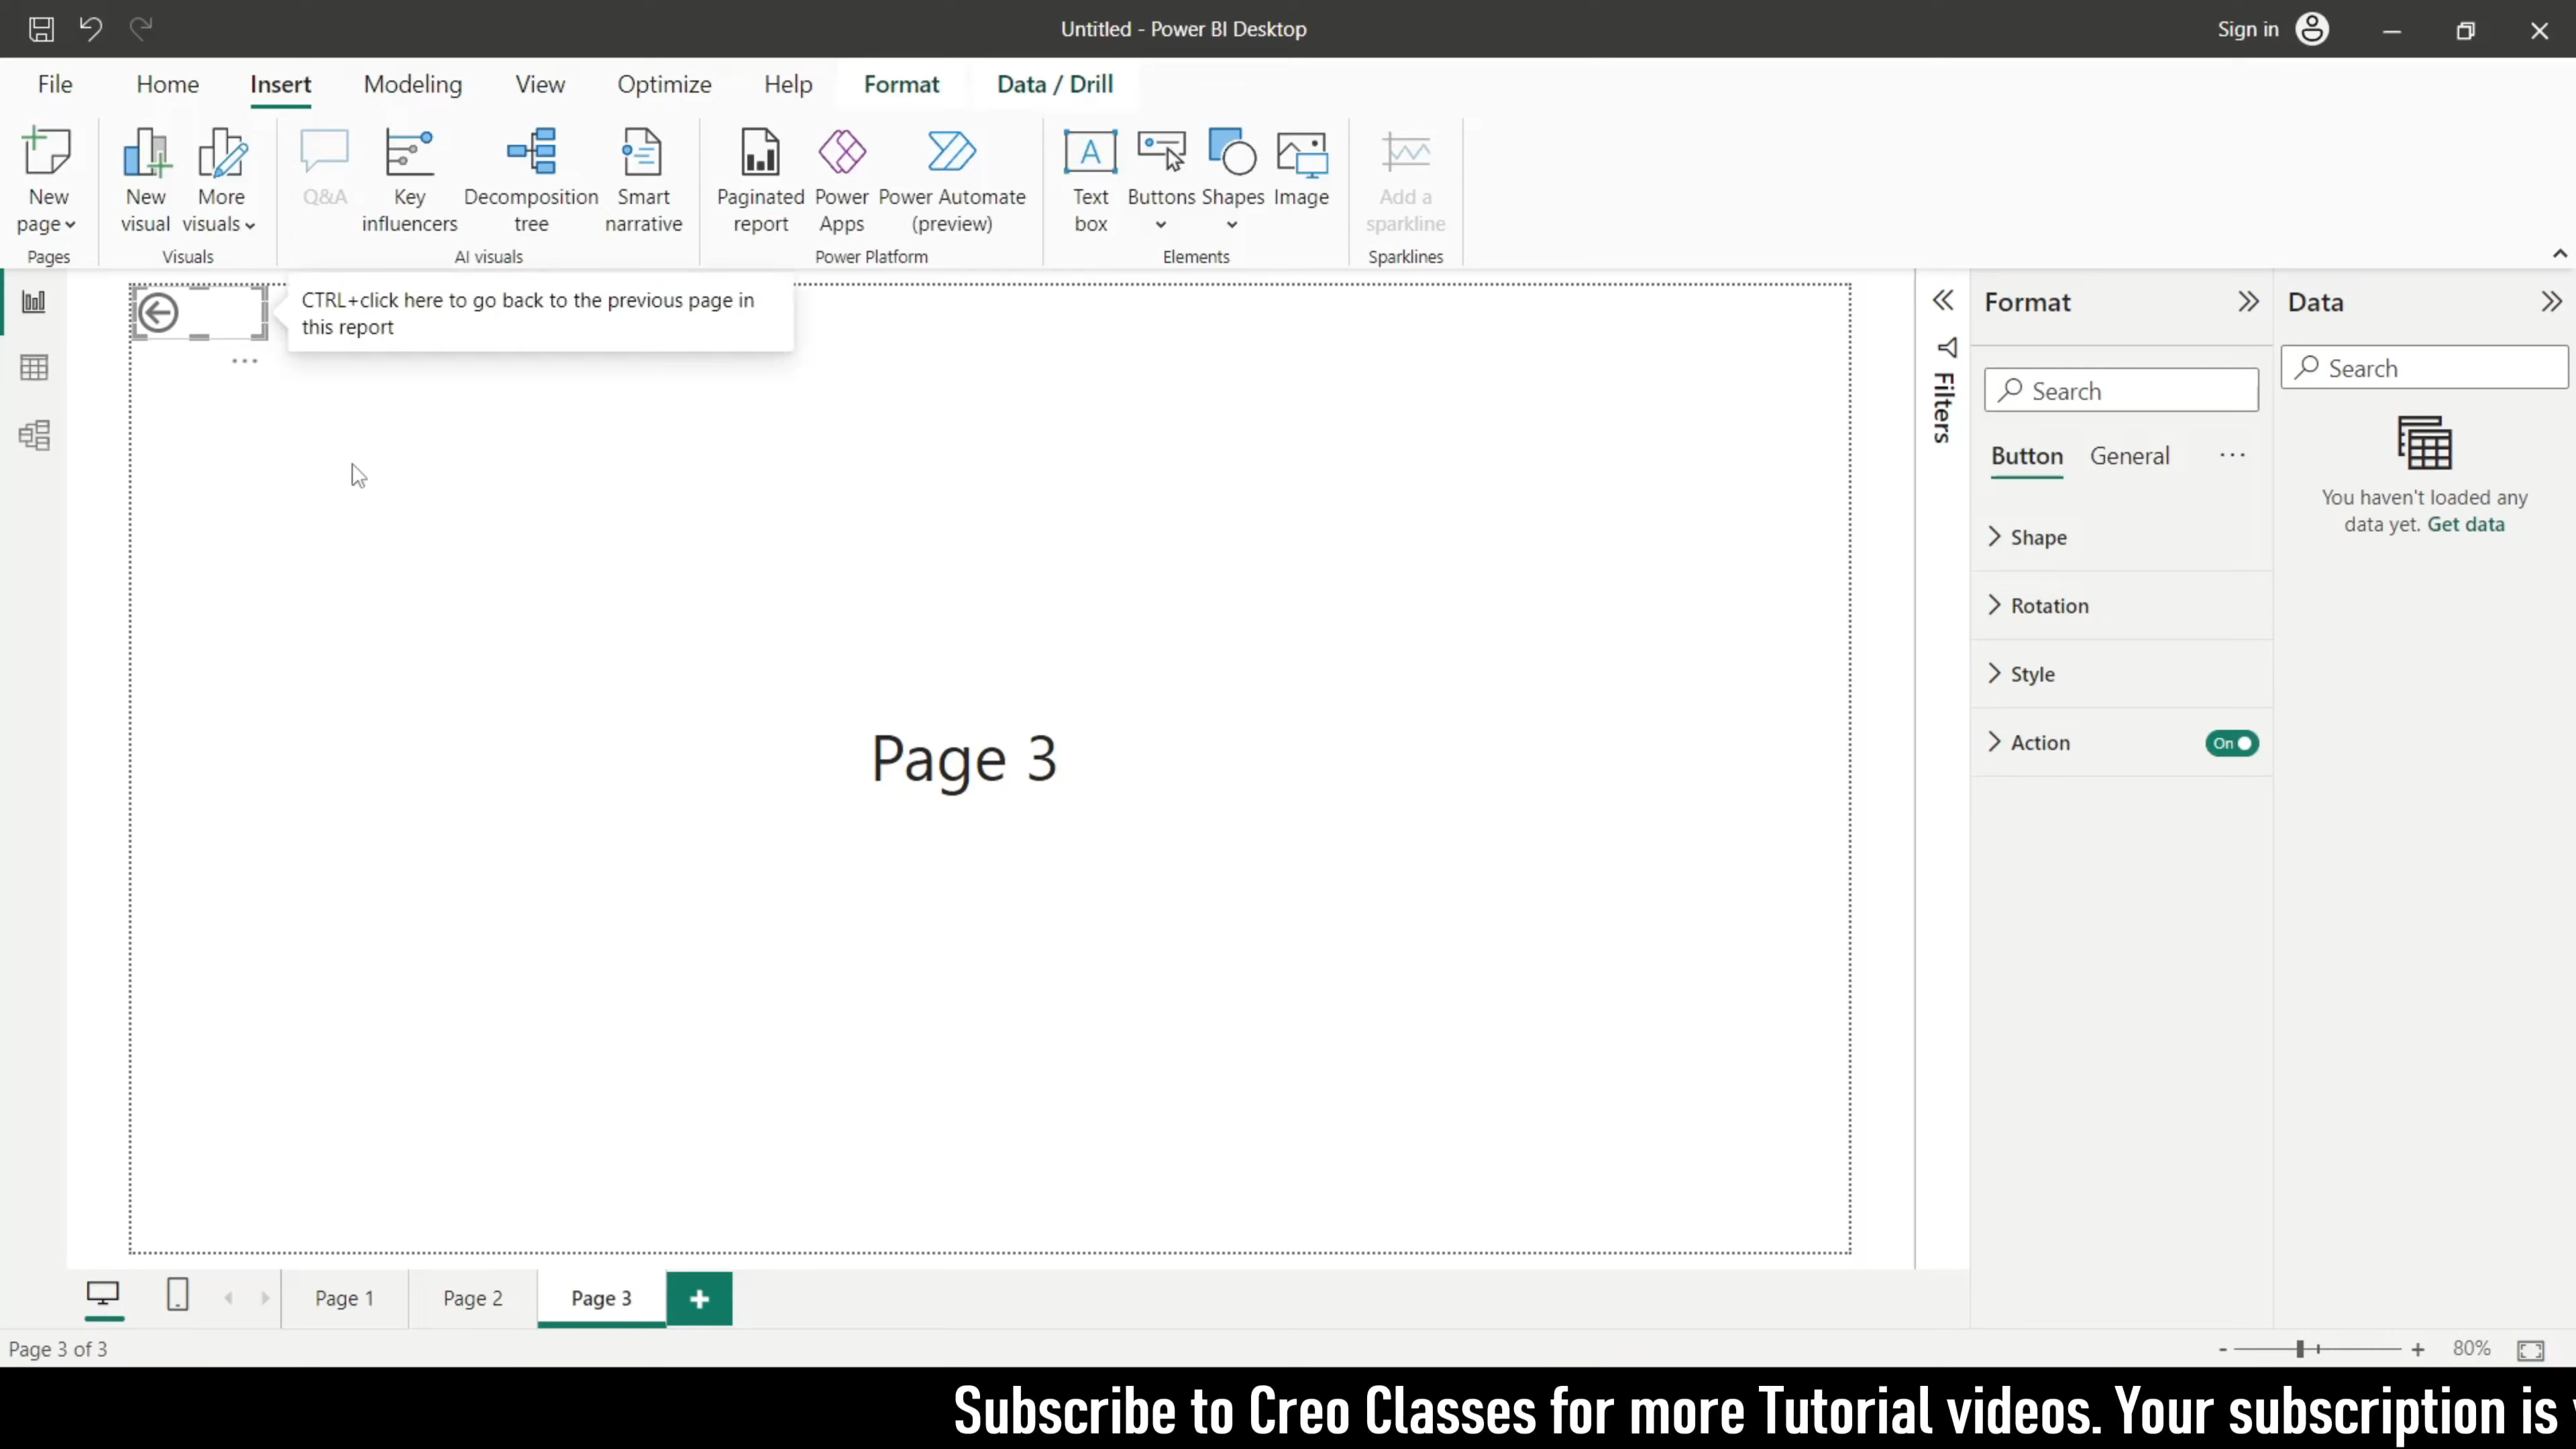 Untitled - Power BI Desktop
Sign in
File Home Insert Modeling View Optimize Help Format Data / Drill
New page
Pages
New visual
More visuals
Visuals
Q&A
Key influencers
Decomposition tree
Smart narrative
AI visuals
Paginated report
Power Apps
Power Automate (preview)
Power Platform
Text box
Buttons
Shapes
Image
Elements
Add a sparkline
Sparklines
CTRL+click here to go back to the previous page in
this report
Page 3
Filters
Format
Search
Button General
Shape
Rotation
Style
Action On
Data
Search
You haven't loaded any
data yet. Get data
Page 1 Page 2 Page 3
Page 3 of 3
- + 80%
Subscribe to Creo Classes for more Tutorial videos. Your subscription is